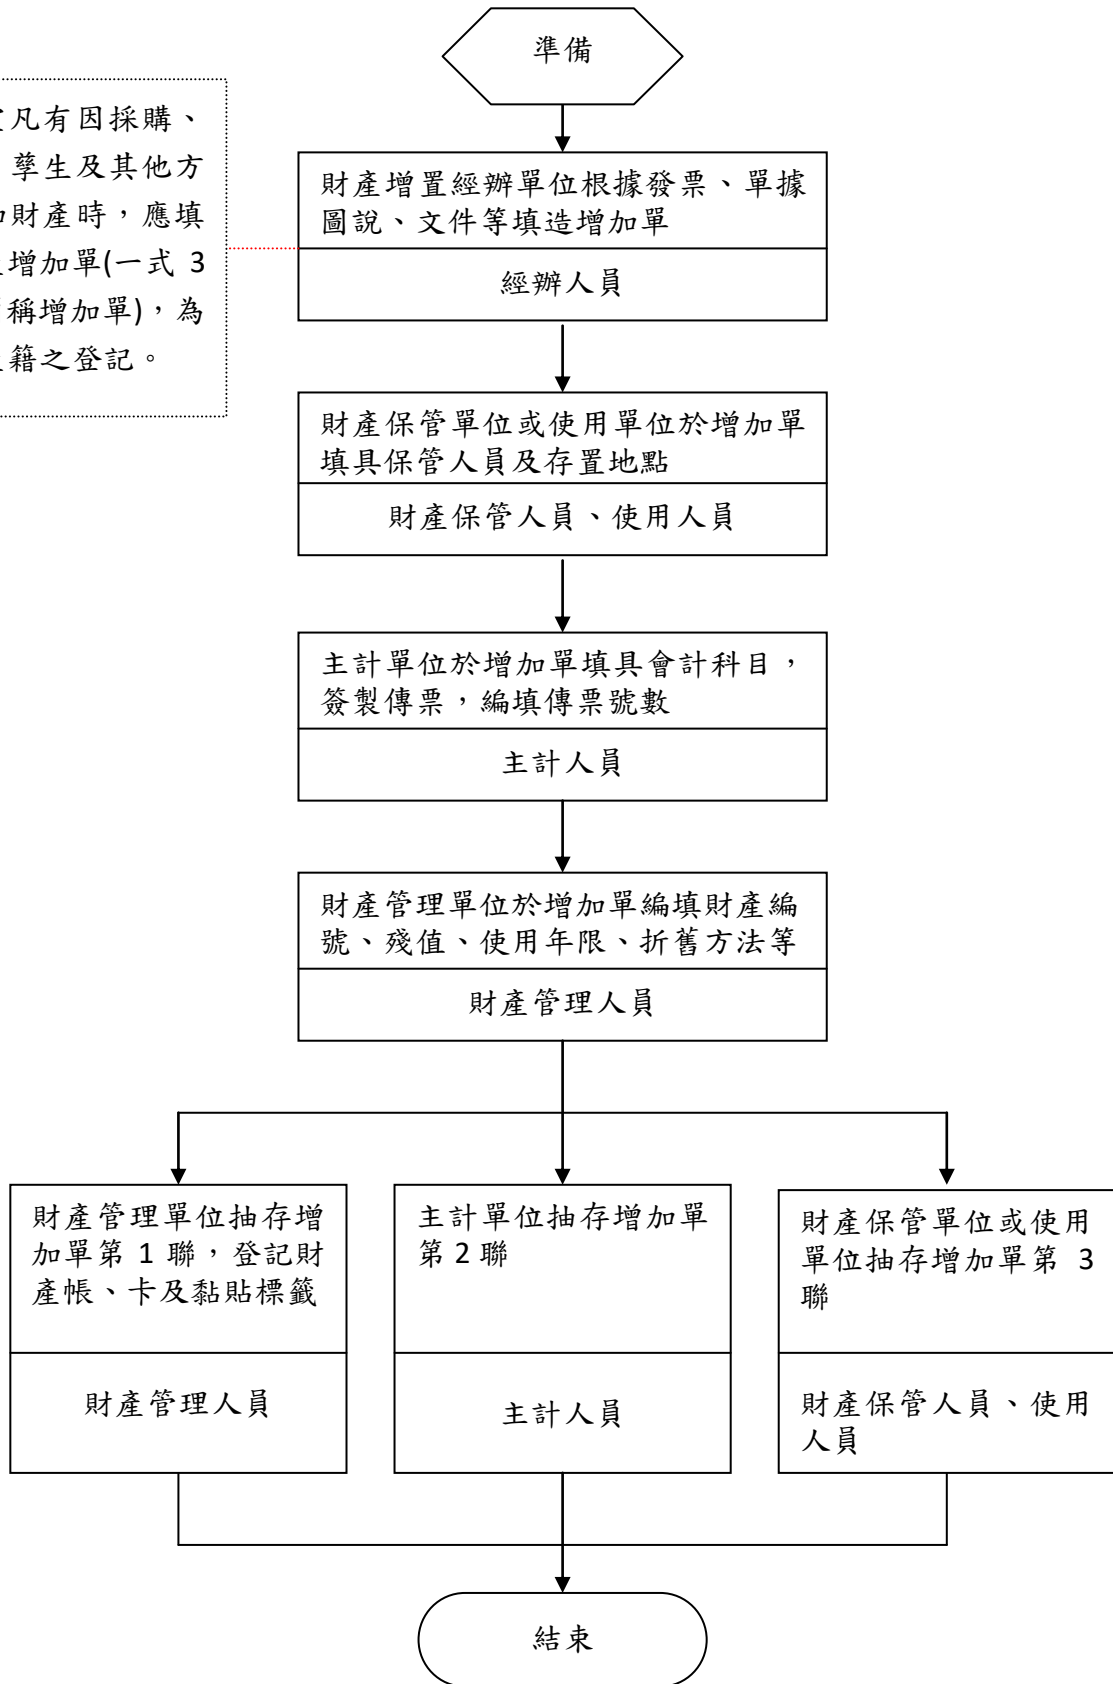 準備
凡有因採購、
孳生及其他方
財產時，應填
增加單(一式 3
稱增加單)，為
籍之登記。
財產增置經辦單位根據發票、單據
圖說、文件等填造增加單
經辦人員
財產保管單位或使用單位於增加單
填具保管人員及存置地點
財產保管人員、使用人員
主計單位於增加單填具會計科目，
簽製傳票，編填傳票號數
主計人員
財產管理單位於增加單編填財產編
號、殘值、使用年限、折舊方法等
財產管理人員
財產管理單位抽存增
加單第 1 聯，登記財
產帳、卡及黏貼標籤
財產管理人員
主計單位抽存增加單
第 2 聯
主計人員
財產保管單位或使用
單位抽存增加單第 3
聯
財產保管人員、使用
人員
結束